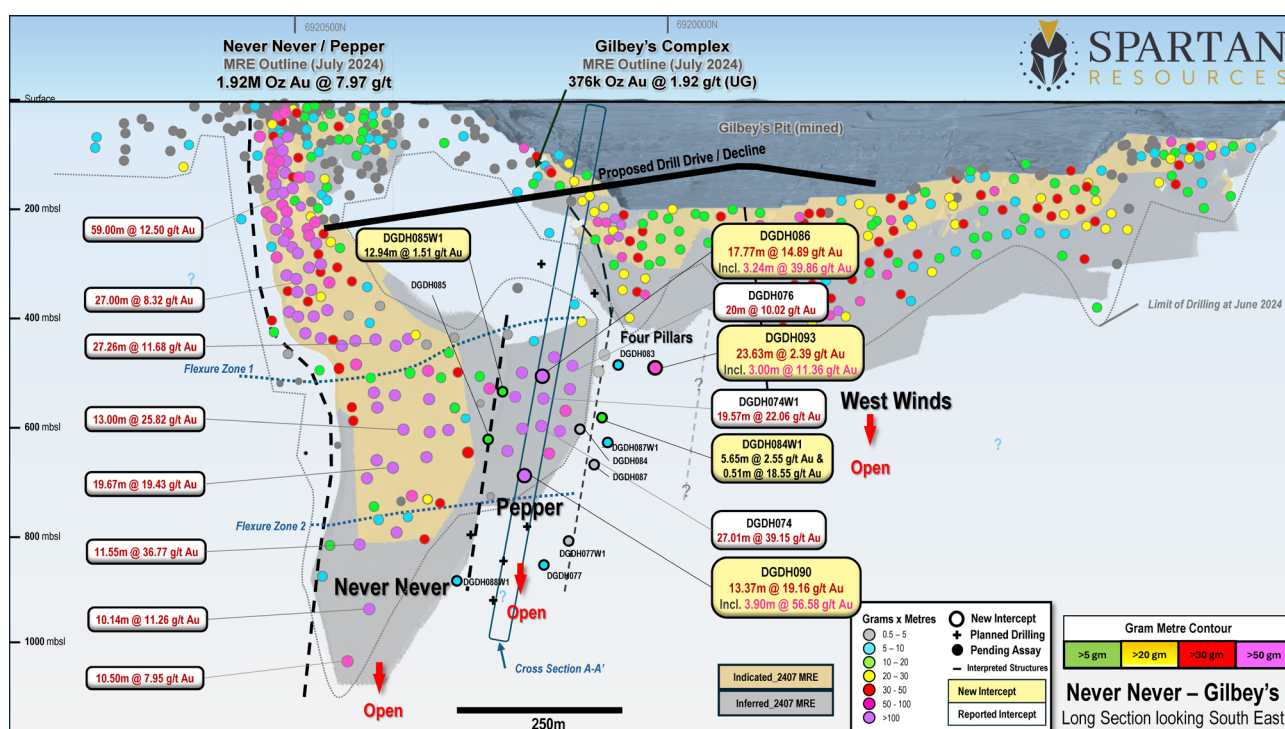 6920500N
6920000N
Never Never / Pepper
MRE Outline (July 2024)
1.92M Oz Au @ 7.97 g/t
Gilbey's Complex
MRE Outline (July 2024)
376k Oz Au @ 1.92 g/t (UG)
SPARTAN
RESOURCES
Surface
Gilbey's Pit (mined)
Proposed Drill Drive / Decline
200 mbsl
59.00m @ 12.50 g/t Au
DGDH085W1
12.94m @ 1.51 g/t Au
DGDH086
17.77m @ 14.89 g/t Au
Incl. 3.24m @ 39.86 g/t Au
?
27.00m @ 8.32 g/t Au
DGDH085
DGDH076
20m @ 10.02 g/t Au
Limit of Drilling at June 2024
400 mbsl
27.26m @ 11.68 g/t Au
Four Pillars
DGDH083
DGDH093
23.63m @ 2.39 g/t Au
Incl. 3.00m @ 11.36 g/t Au
Flexure Zone 1
?
DGDH074W1
19.57m @ 22.06 g/t Au
West Winds
Open
13.00m @ 25.82 g/t Au
600 mbsl
DGDH084W1
5.65m @ 2.55 g/t Au &
0.51m @ 18.55 g/t Au
?
DGDH087W1
DGDH084
DGDH087
19.67m @ 19.43 g/t Au
?
Pepper
Flexure Zone 2
DGDH074
27.01m @ 39.15 g/t Au
800 mbsl
11.55m @ 36.77 g/t Au
DGDH077W1
DGDH077
DGDH088W1
Never Never
?
Open
DGDH090
13.37m @ 19.16 g/t Au
Incl. 3.90m @ 56.58 g/t Au
10.14m @ 11.26 g/t Au
1000 mbsl
10.50m @ 7.95 g/t Au
Open
Cross Section A-A'
250m
Indicated_2407 MRE
Inferred_2407 MRE
Grams x Metres
0.5 – 5
5 – 10
10 – 20
20 – 30
30 - 50
50 - 100
>100
New Intercept
Planned Drilling
Pending Assay
Interpreted Structures
New Intercept
Reported Intercept
Gram Metre Contour
>5 gm
>20 gm
>30 gm
>50 gm
Never Never – Gilbey's
Long Section looking South East